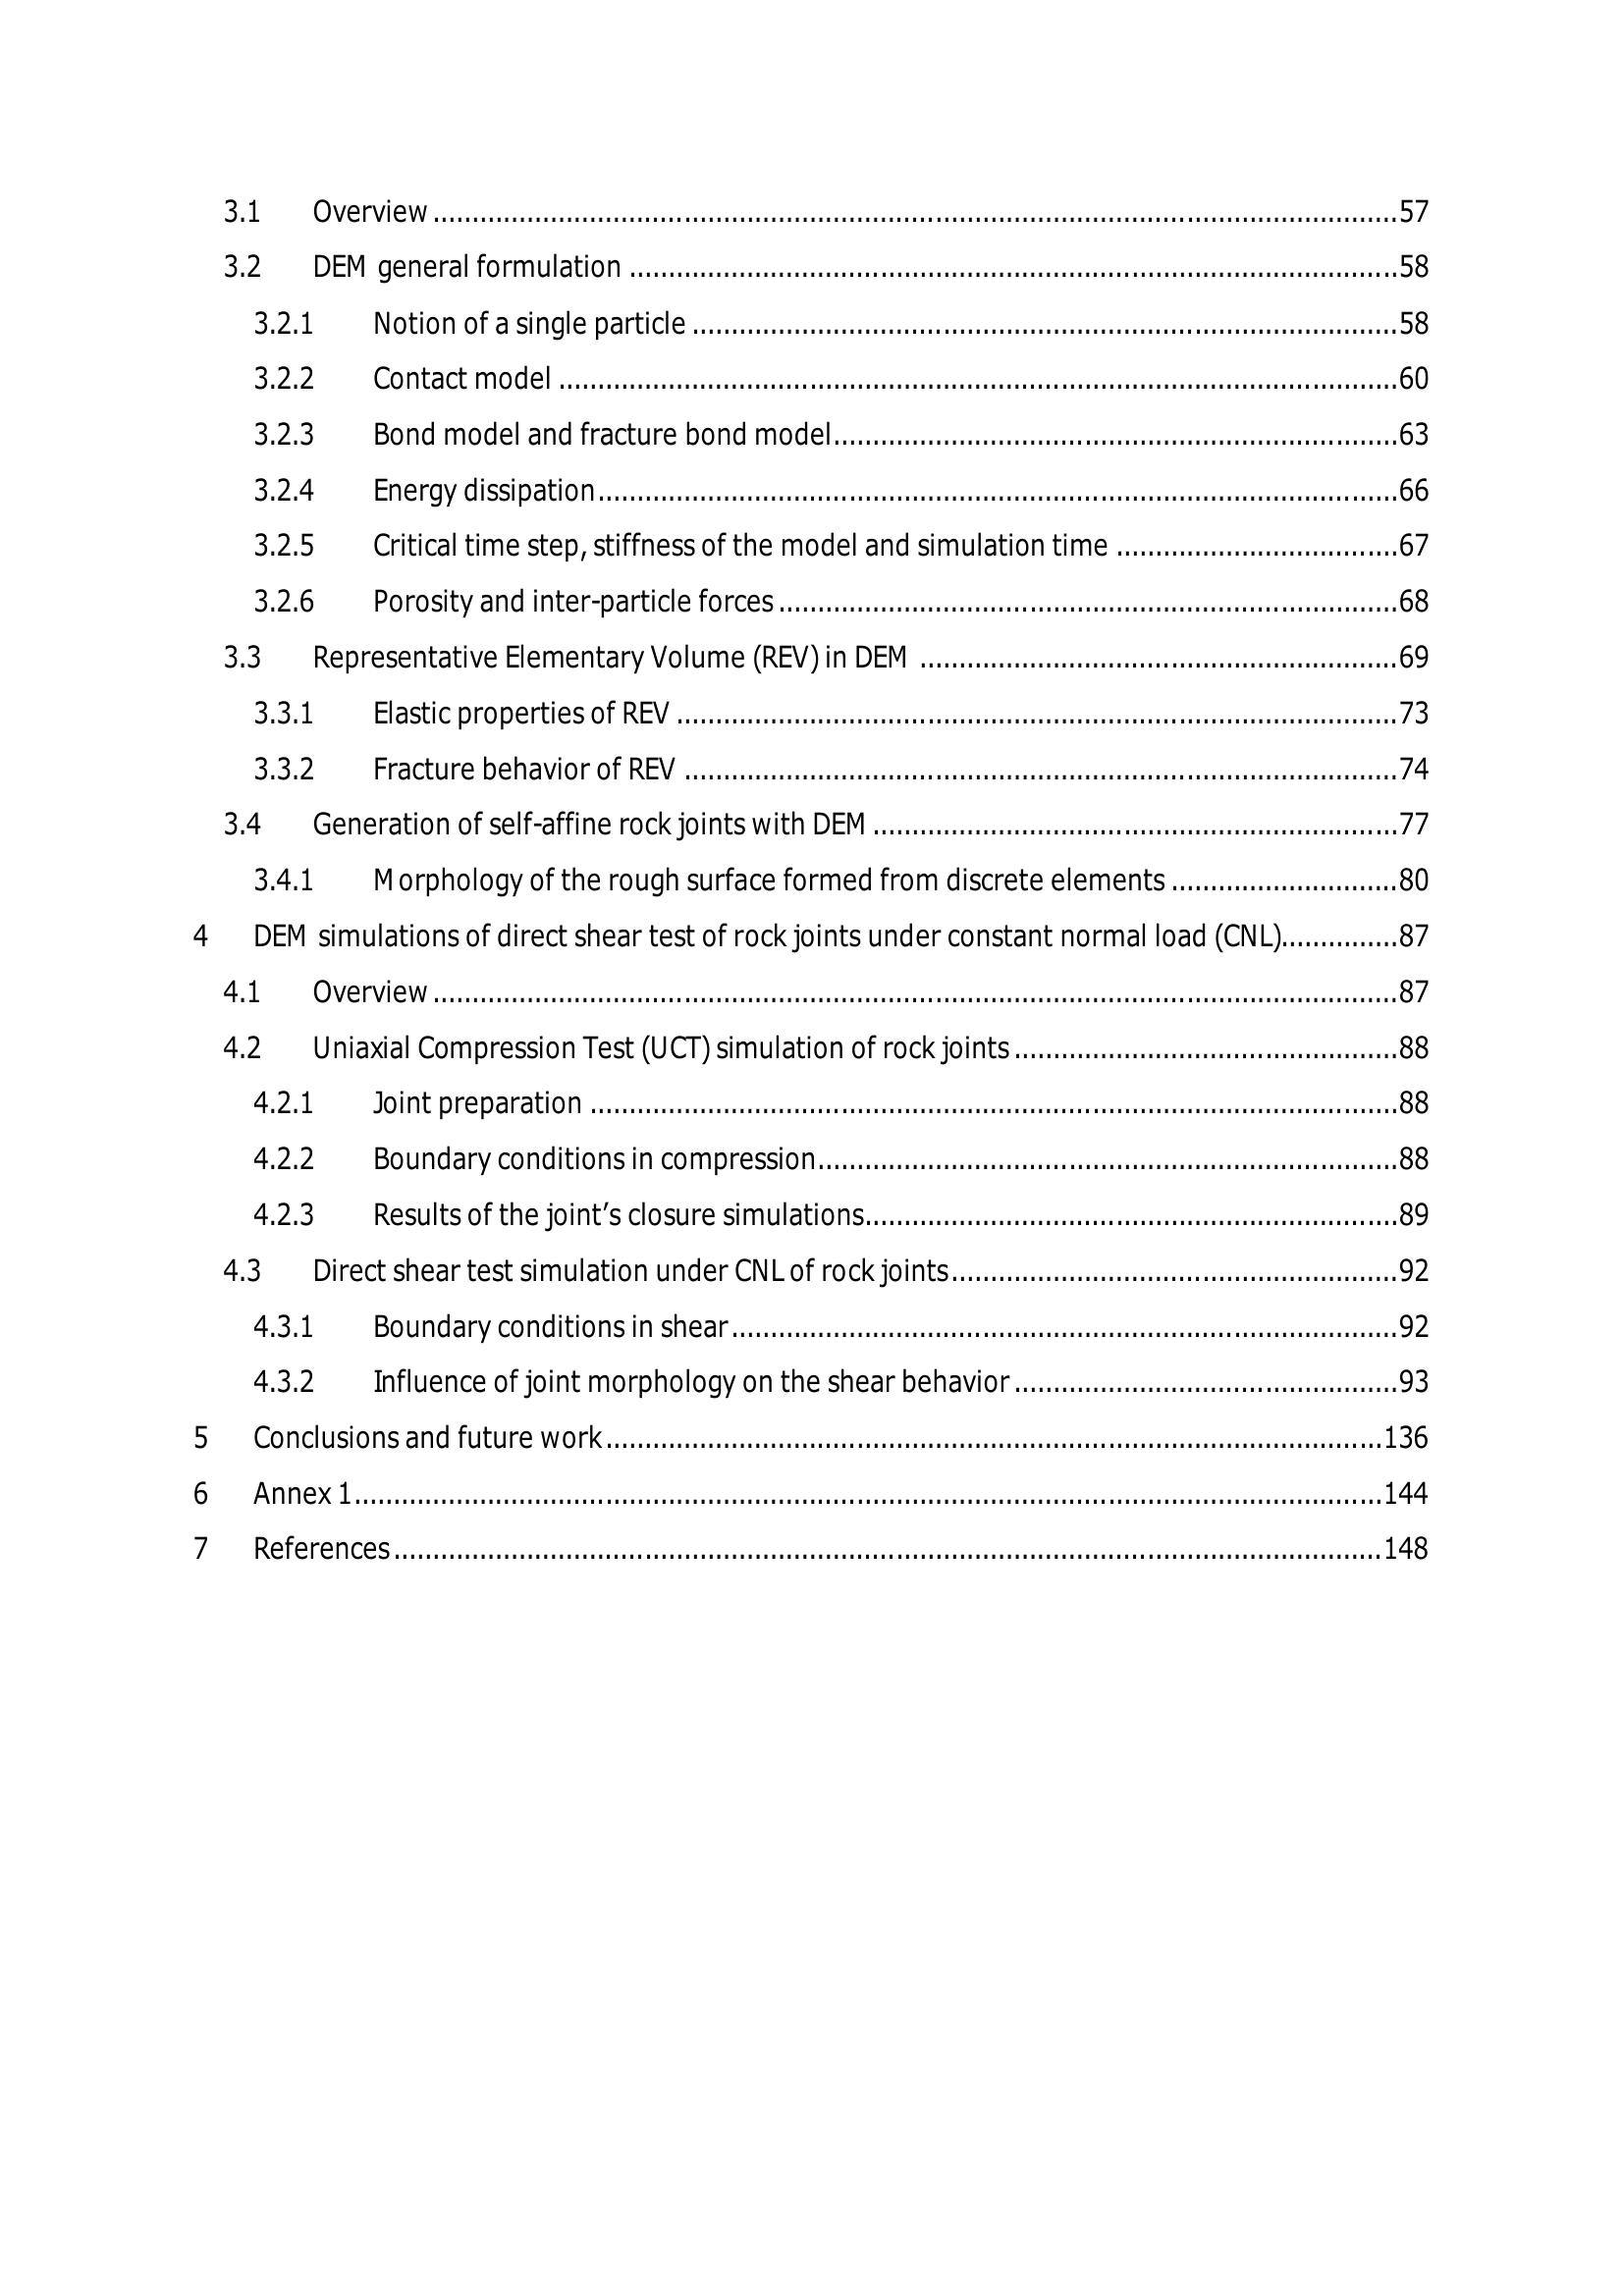 3.1 Overview ........ 57
3.2 DEM general formulation ........ 58
3.2.1 Notion of a single particle ........ 58
3.2.2 Contact model ........ 60
3.2.3 Bond model and fracture bond model ........ 63
3.2.4 Energy dissipation ........ 66
3.2.5 Critical time step, stiffness of the model and simulation time ........ 67
3.2.6 Porosity and inter-particle forces ........ 68
3.3 Representative Elementary Volume (REV) in DEM ........ 69
3.3.1 Elastic properties of REV ........ 73
3.3.2 Fracture behavior of REV ........ 74
3.4 Generation of self-affine rock joints with DEM ........ 77
3.4.1 Morphology of the rough surface formed from discrete elements ........ 80
4 DEM simulations of direct shear test of rock joints under constant normal load (CNL) ........ 87
4.1 Overview ........ 87
4.2 Uniaxial Compression Test (UCT) simulation of rock joints ........ 88
4.2.1 Joint preparation ........ 88
4.2.2 Boundary conditions in compression ........ 88
4.2.3 Results of the joint’s closure simulations ........ 89
4.3 Direct shear test simulation under CNL of rock joints ........ 92
4.3.1 Boundary conditions in shear ........ 92
4.3.2 Influence of joint morphology on the shear behavior ........ 93
5 Conclusions and future work ........ 136
6 Annex 1 ........ 144
7 References ........ 148